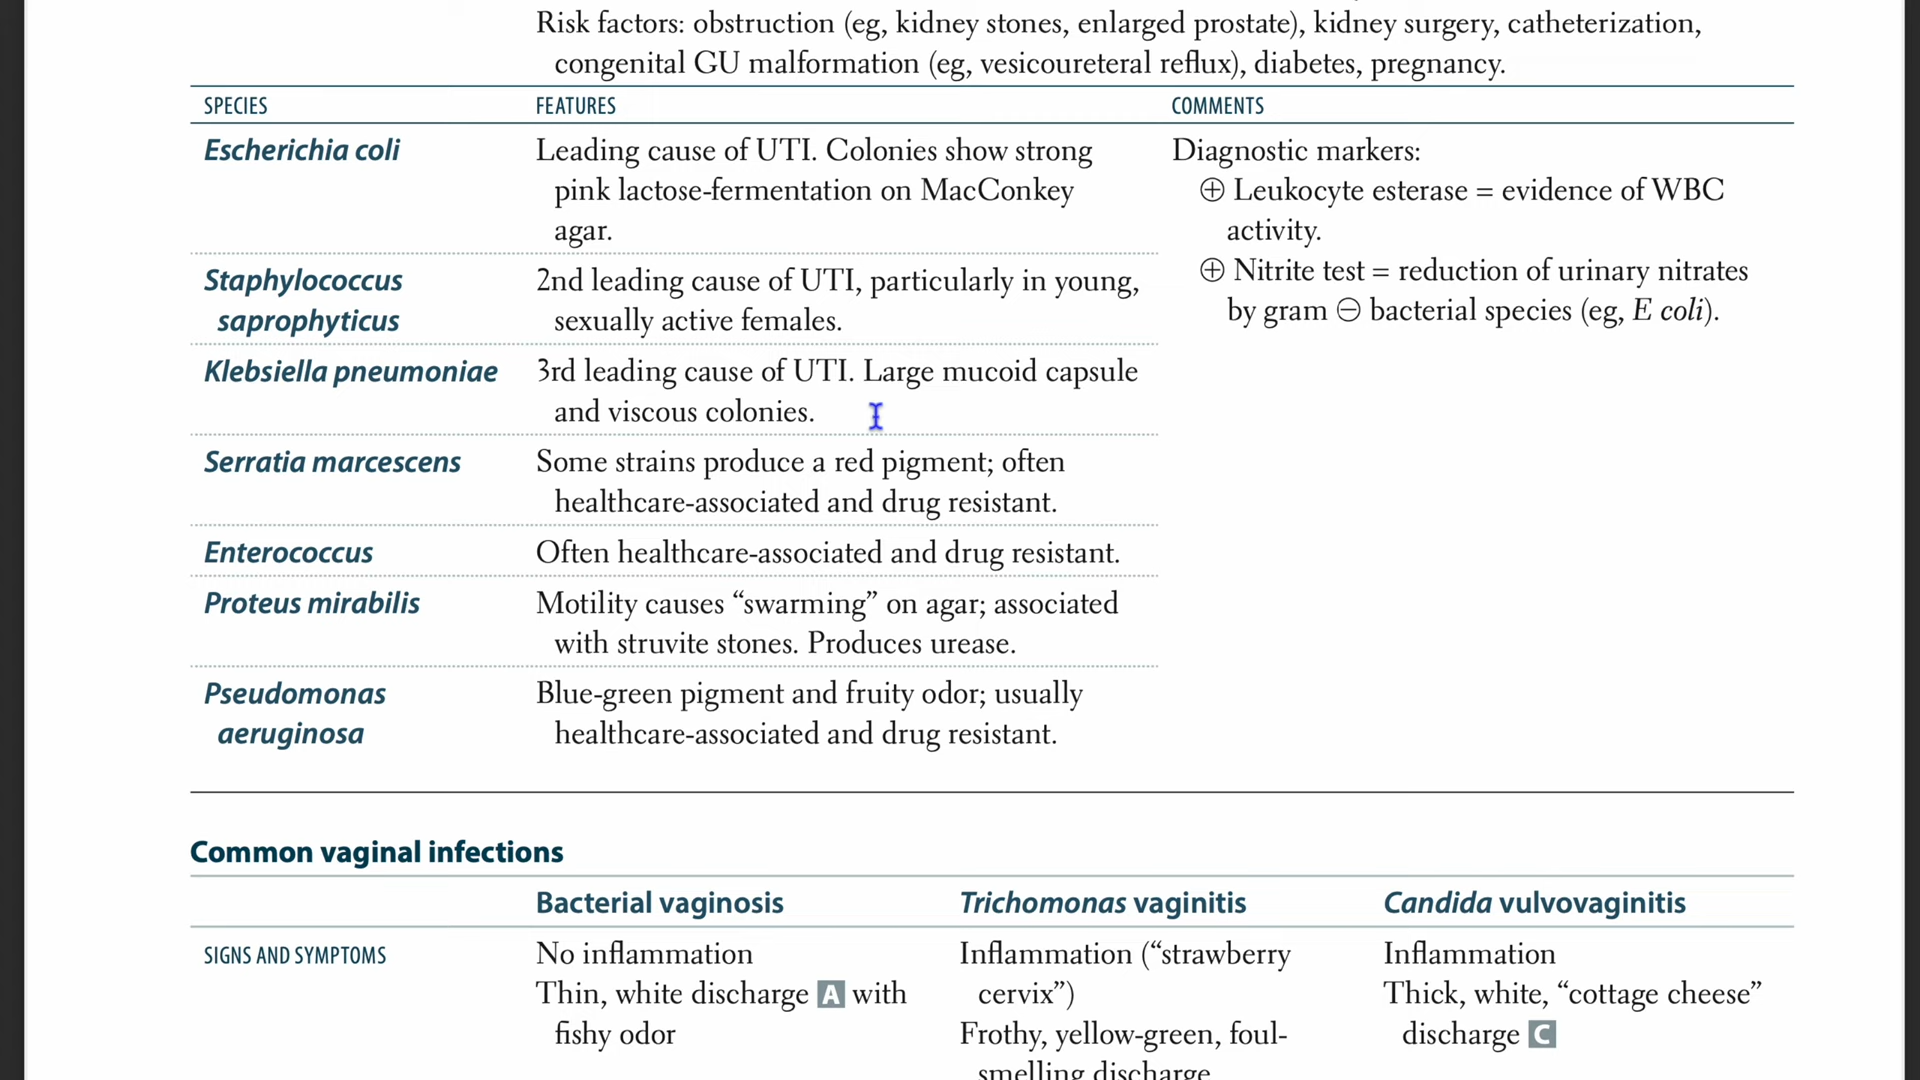 Risk factors: obstruction (eg, kidney stones, enlarged prostate), kidney surgery, catheterization,
congenital GU malformation (eg, vesicoureteral reflux), diabetes, pregnancy.
SPECIES FEATURES COMMENTS
Escherichia coli
Leading cause of UTI. Colonies show strong
pink lactose-fermentation on MacConkey
agar.
Diagnostic markers:
⊕ Leukocyte esterase = evidence of WBC
activity.
⊕ Nitrite test = reduction of urinary nitrates
by gram ⊖ bacterial species (eg, E coli).
Staphylococcus
saprophyticus
2nd leading cause of UTI, particularly in young,
sexually active females.
Klebsiella pneumoniae
3rd leading cause of UTI. Large mucoid capsule
and viscous colonies.
Serratia marcescens
Some strains produce a red pigment; often
healthcare-associated and drug resistant.
Enterococcus
Often healthcare-associated and drug resistant.
Proteus mirabilis
Motility causes “swarming” on agar; associated
with struvite stones. Produces urease.
Pseudomonas
aeruginosa
Blue-green pigment and fruity odor; usually
healthcare-associated and drug resistant.
Common vaginal infections
Bacterial vaginosis Trichomonas vaginitis Candida vulvovaginitis
SIGNS AND SYMPTOMS
No inflammation
Thin, white discharge A with
fishy odor
Inflammation (“strawberry
cervix”)
Frothy, yellow-green, foul-
smelling discharge
Inflammation
Thick, white, “cottage cheese”
discharge C